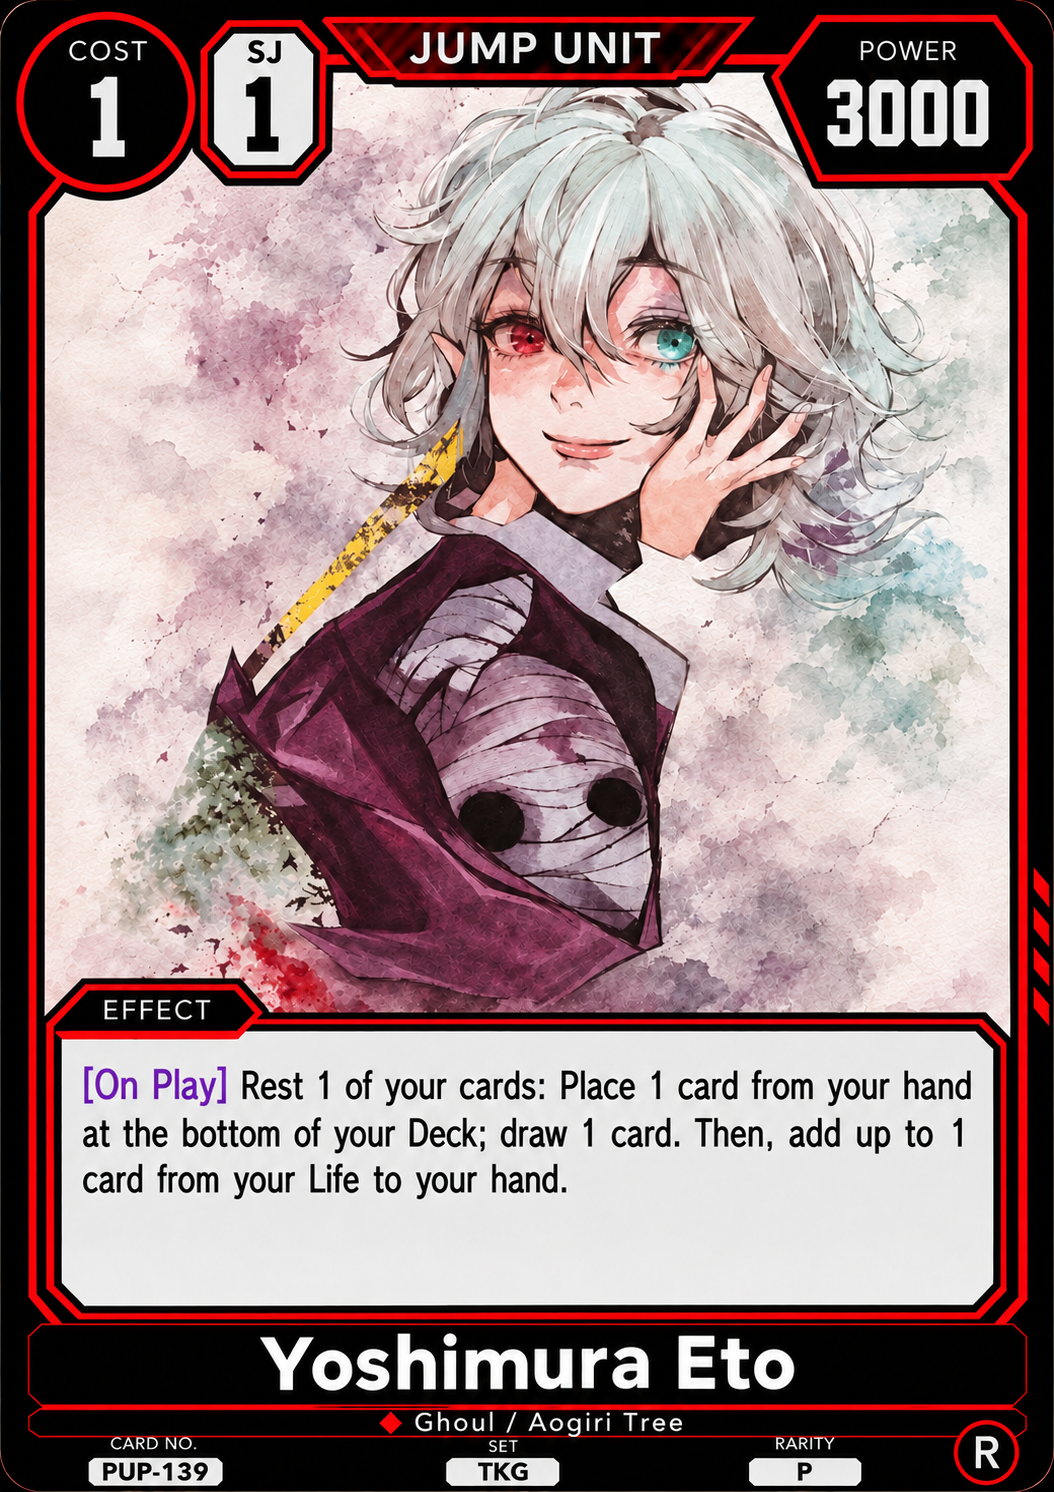 COST
1
SJ
1
JUMP UNIT
POWER
3000
EFFECT
[On Play] Rest 1 of your cards: Place 1 card from your hand
at the bottom of your Deck; draw 1 card. Then, add up to 1
card from your Life to your hand.
Yoshimura Eto
Ghoul / Aogiri Tree
CARD NO.
PUP-139
SET
TKG
RARITY
P
R